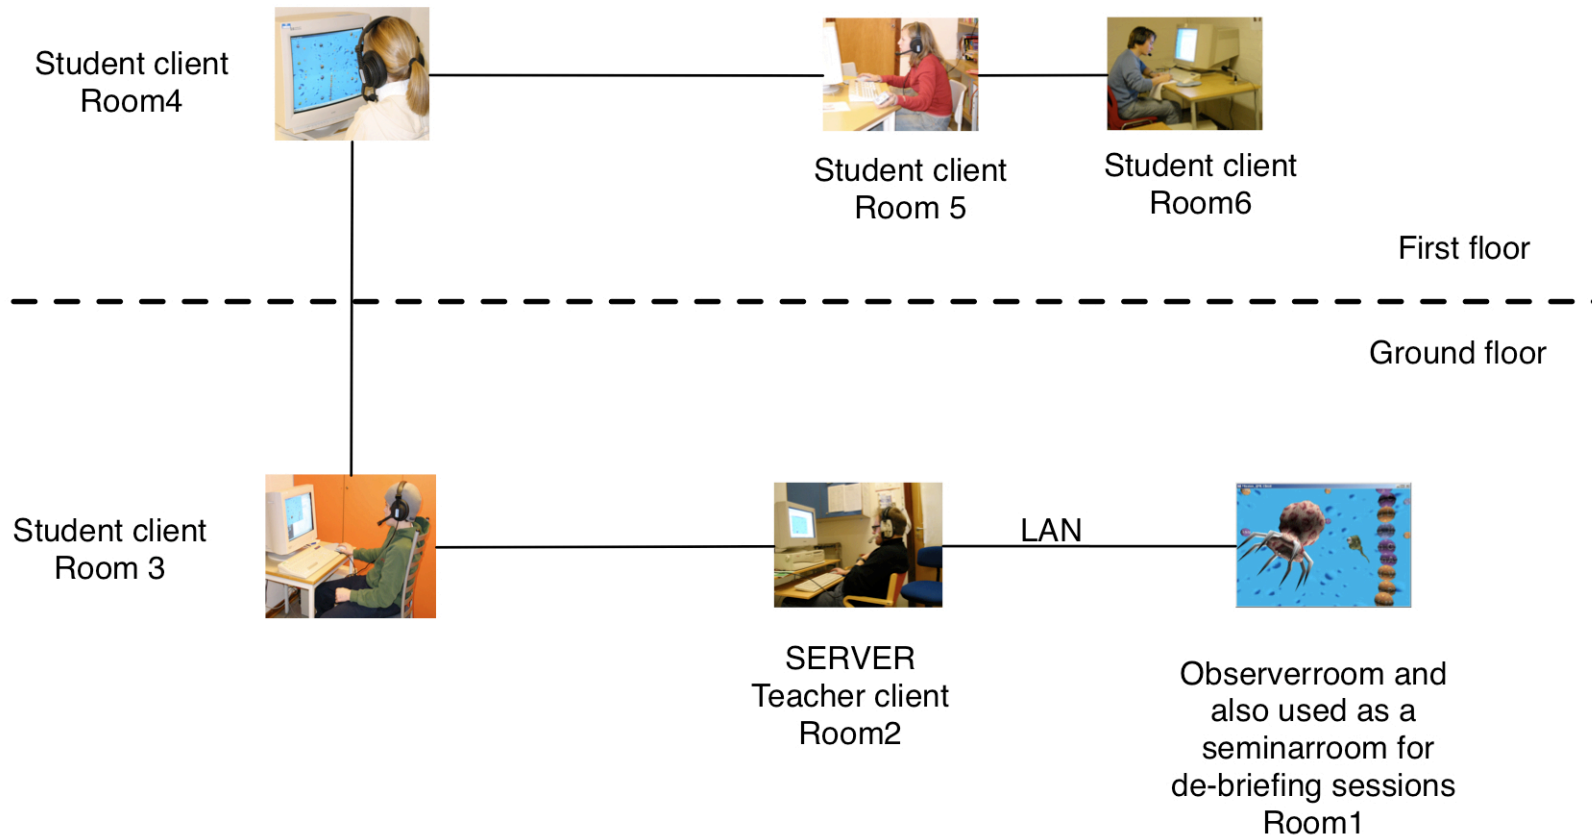 Student client
Room4
Student client
Room 5
Student client
Room6
First floor
Ground floor
Student client
Room 3
LAN
SERVER
Teacher client
Room2
Observerroom and
also used as a
seminarroom for
de-briefing sessions
Room1